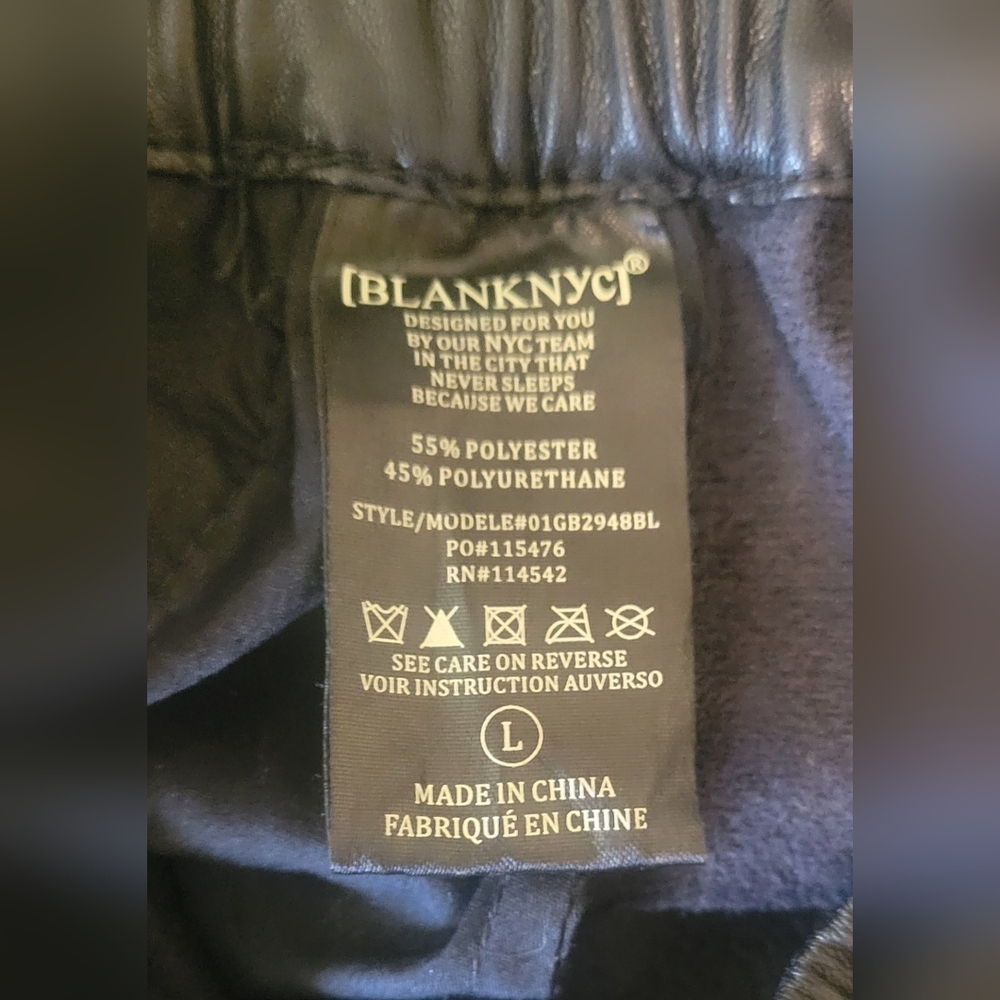 [BLANKNYC]®
DESIGNED FOR YOU
BY OUR NYC TEAM
IN THE CITY THAT
NEVER SLEEPS
BECAUSE WE CARE
55% POLYESTER
45% POLYURETHANE
STYLE/MODELE#01GB2948BL
PO#115476
RN#114542
SEE CARE ON REVERSE
VOIR INSTRUCTION AUVERSO
L
MADE IN CHINA
FABRIQUÉ EN CHINE